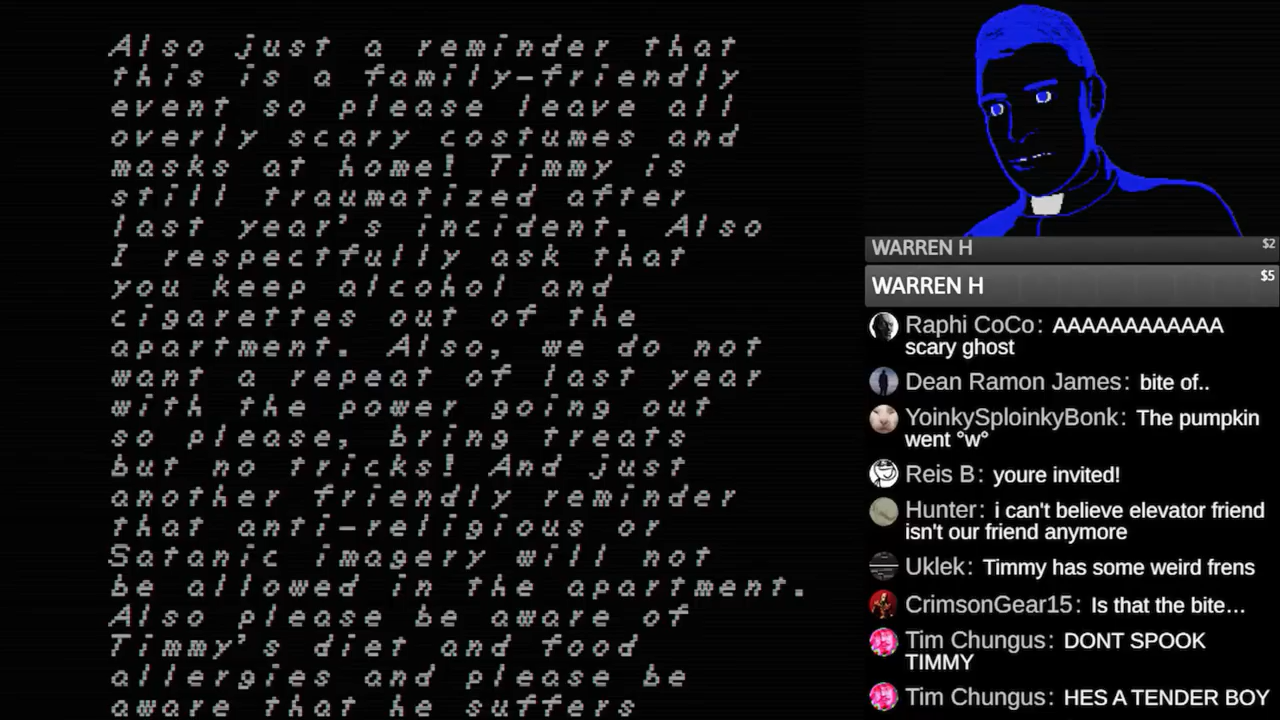 Also just a reminder that
this is a family-friendly
event so please leave all
overly scary costumes and
masks at home! Timmy is
still traumatized after
last year's incident. Also
I respectfully ask that
you keep alcohol and
cigarettes out of the
apartment. Also, we do not
want a repeat of last year
with the power going out
so please, bring treats
but no tricks! And just
another friendly reminder
that anti-religious or
Satanic imagery will not
be allowed in the apartment.
Also please be aware of
Timmy's diet and food
allergies and please be
aware that he suffers
WARREN H $2
WARREN H $5
Raphi CoCo: AAAAAAAAAAAA
scary ghost
Dean Ramon James: bite of..
YoinkySploinkyBonk: The pumpkin
went °w°
Reis B: youre invited!
Hunter: i can't believe elevator friend
isn't our friend anymore
Uklek: Timmy has some weird frens
CrimsonGear15: Is that the bite…
Tim Chungus: DONT SPOOK
TIMMY
Tim Chungus: HES A TENDER BOY